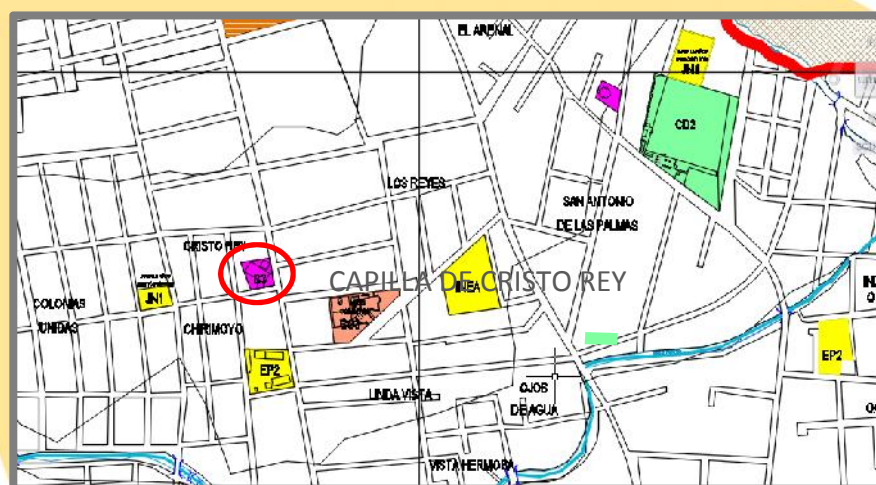 EL ARENAL
JN1
CD2
LOS REYES
SAN ANTONIO
DE LAS PALMAS
CRISTO REY
CAPILLA DE CRISTO REY
INEA
JN1
COLONIAS
UNIDAS
CHIRIMOYO
EP2
EP2
LINDA VISTA
OJOS
DE AGUA
VISTA HERMOSA